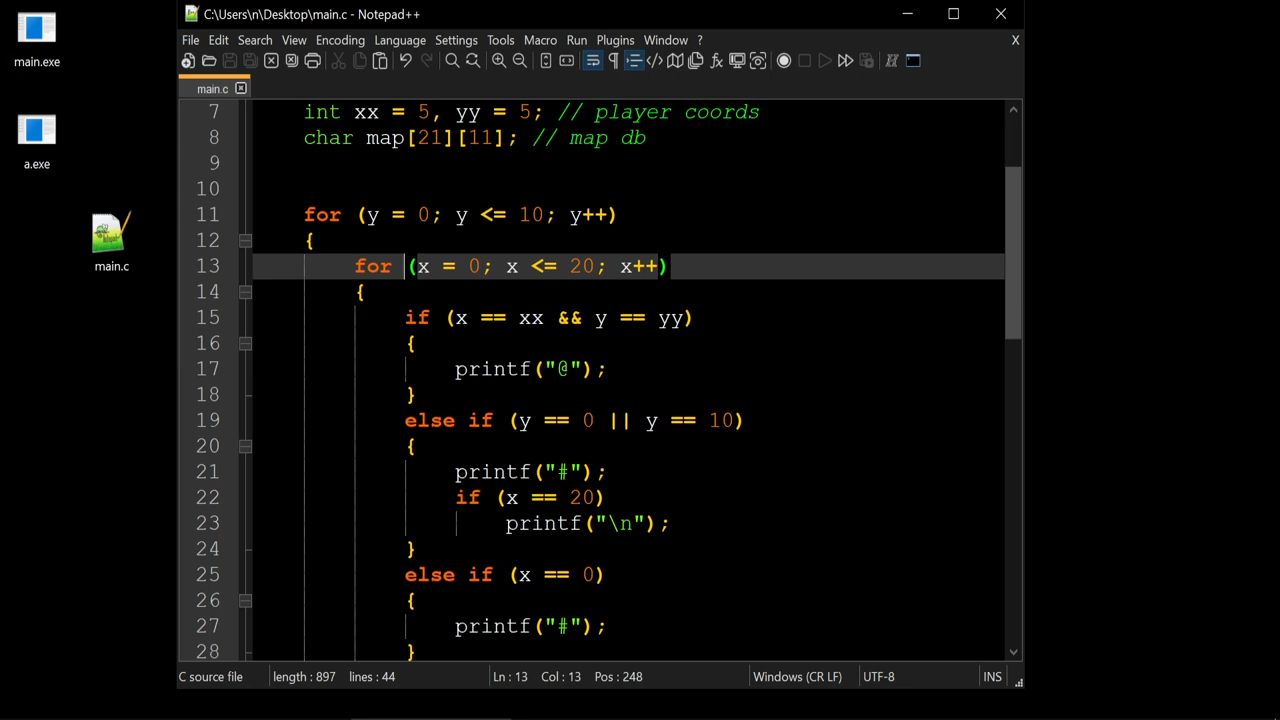 main.exe
a.exe
main.c
C:\Users\n\Desktop\main.c - Notepad++
File Edit Search View Encoding Language Settings Tools Macro Run Plugins Window ? X
main.c
7 int xx = 5, yy = 5; // player coords
8 char map[21][11]; // map db
9
10
11 for (y = 0; y <= 10; y++)
12 {
13 for (x = 0; x <= 20; x++)
14 {
15 if (x == xx && y == yy)
16 {
17 printf("@");
18 }
19 else if (y == 0 || y == 10)
20 {
21 printf("#");
22 if (x == 20)
23 printf("\n");
24 }
25 else if (x == 0)
26 {
27 printf("#");
28 }
C source file length : 897 lines : 44 Ln : 13 Col : 13 Pos : 248 Windows (CR LF) UTF-8 INS